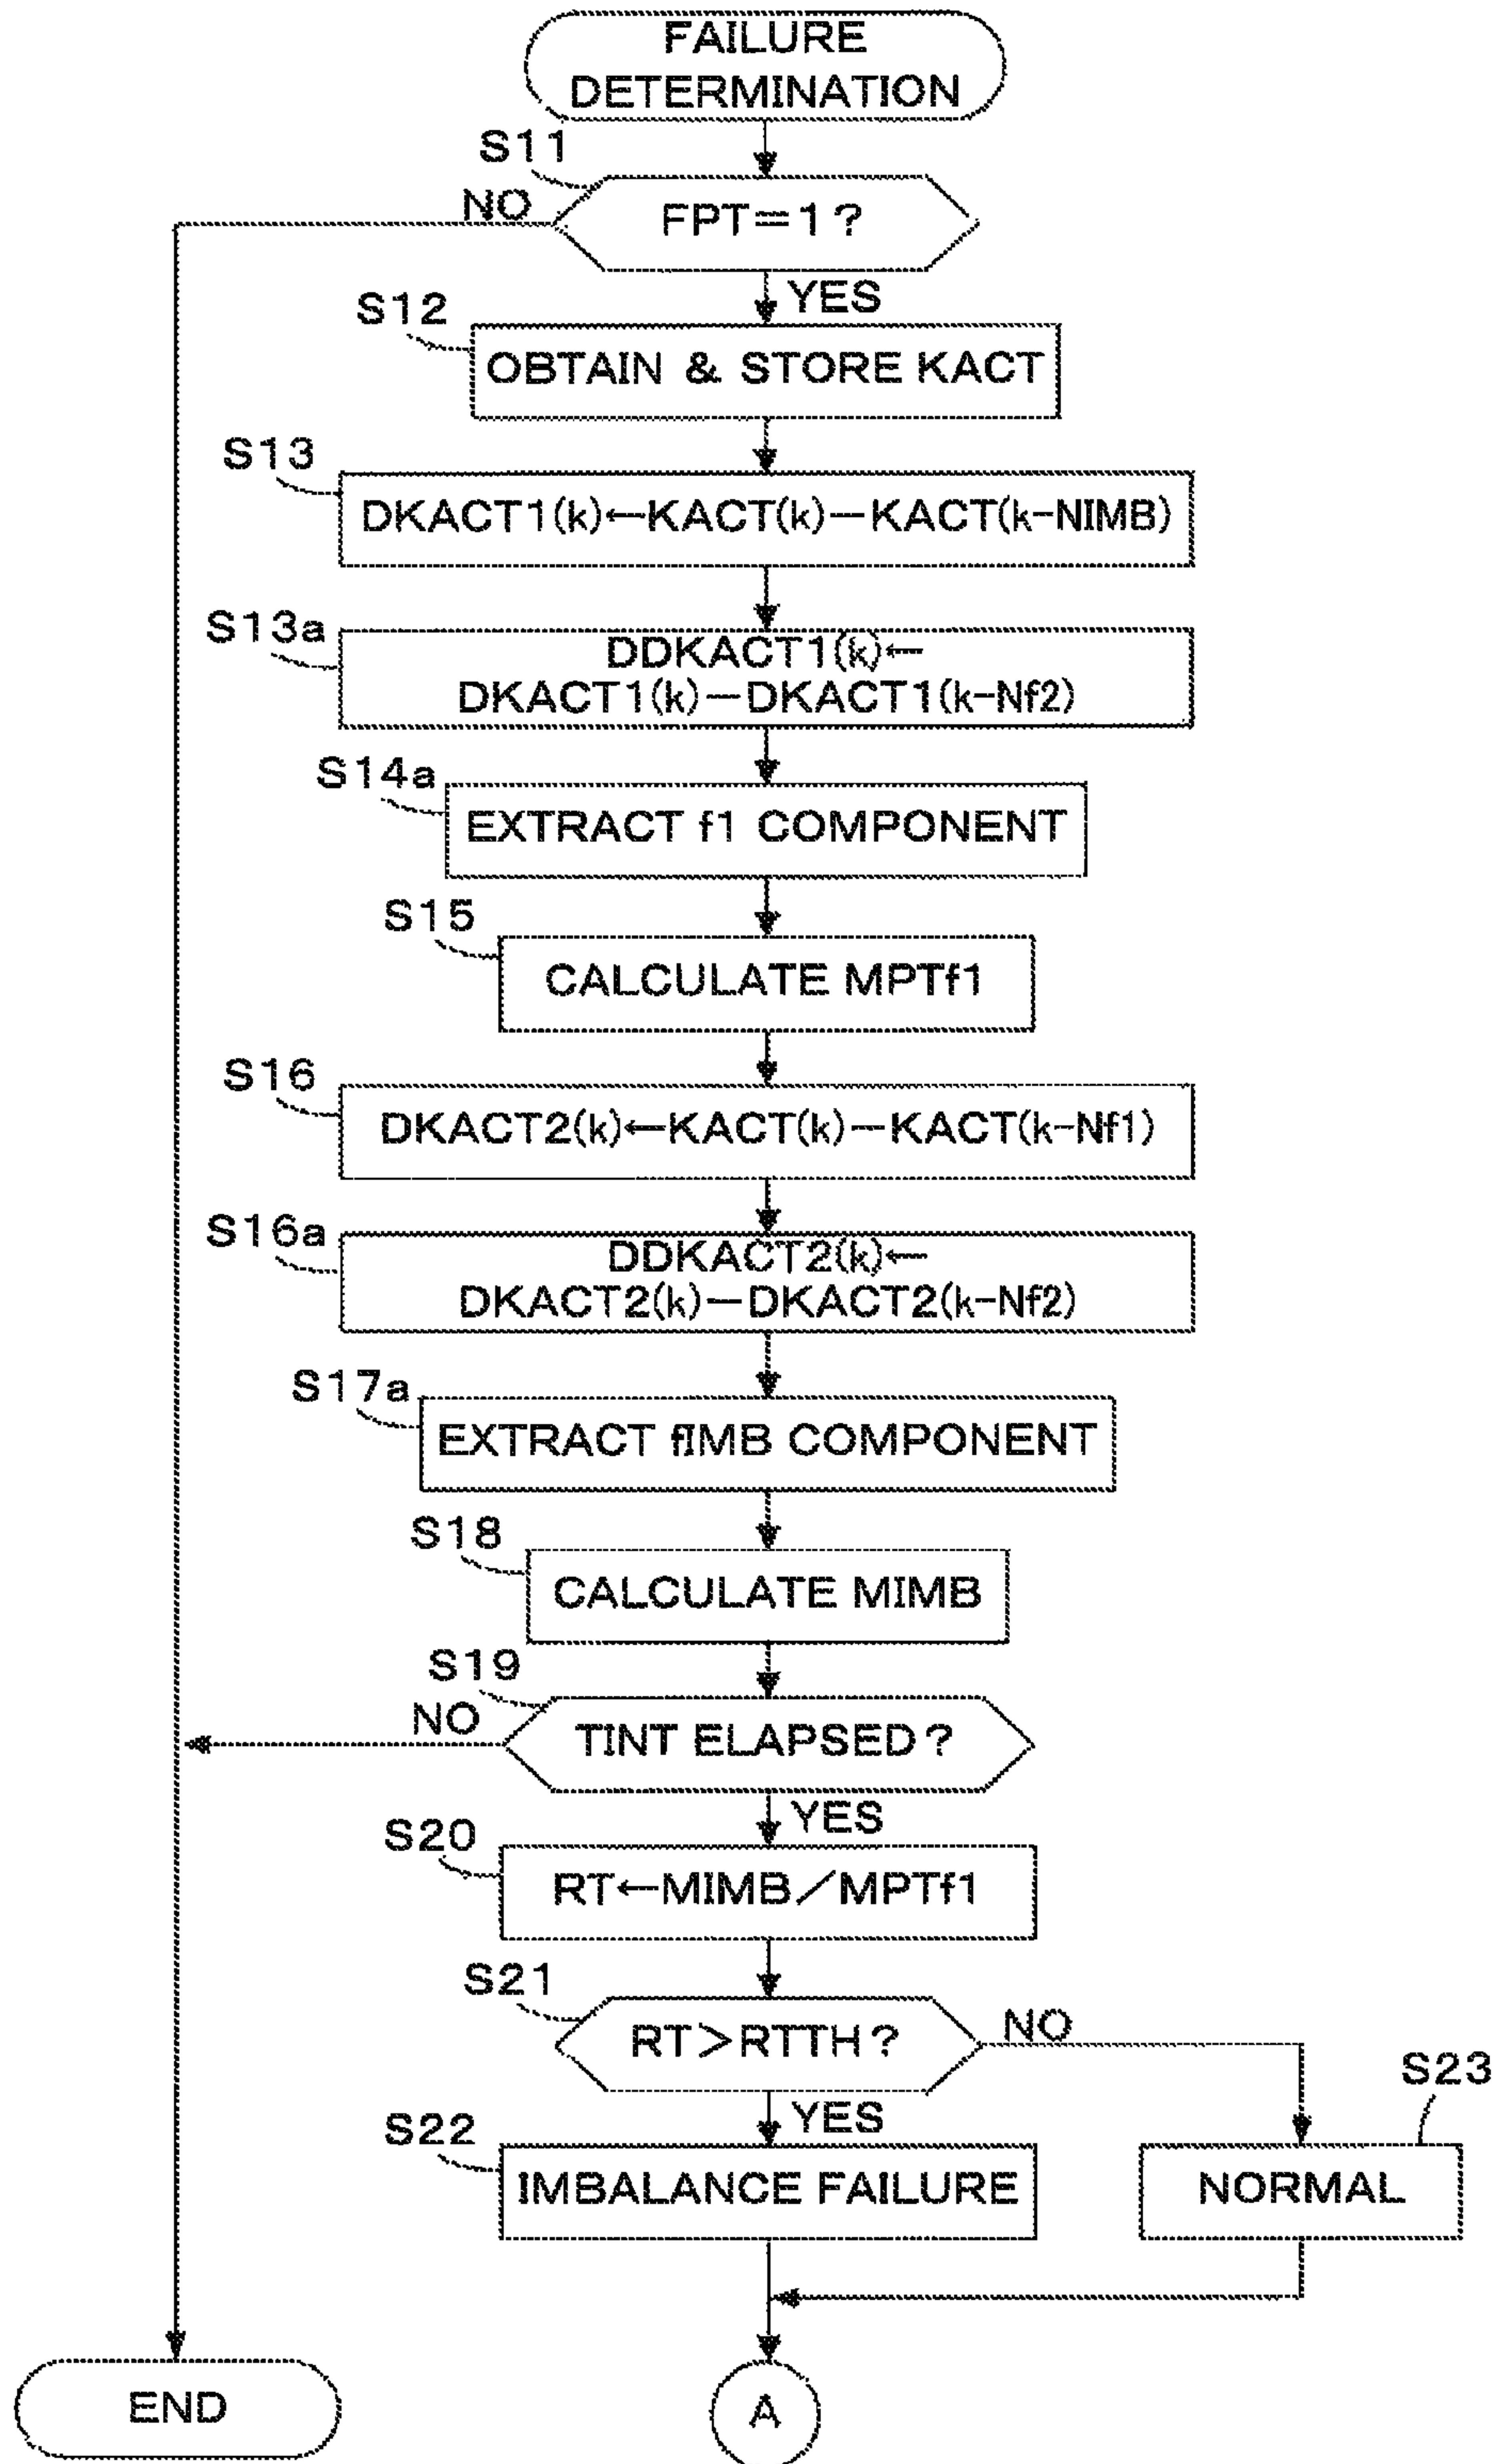 FAILURE
DETERMINATION
S11
NO
FPT=1?
YES
S12
OBTAIN & STORE KACT
S13
DKACT1(k)←KACT(k)−KACT(k-NIMB)
S13a
DDKACT1(k)←
DKACT1(k)−DKACT1(k-Nf2)
S14a
EXTRACT f1 COMPONENT
S15
CALCULATE MPTf1
S16
DKACT2(k)←KACT(k)−KACT(k-Nf1)
S16a
DDKACT2(k)←
DKACT2(k)−DKACT2(k-Nf2)
S17a
EXTRACT fIMB COMPONENT
S18
CALCULATE MIMB
S19
NO
TINT ELAPSED?
YES
S20
RT←MIMB/MPTf1
S21
RT>RTTH?
NO
YES
S22
IMBALANCE FAILURE
S23
NORMAL
END
A